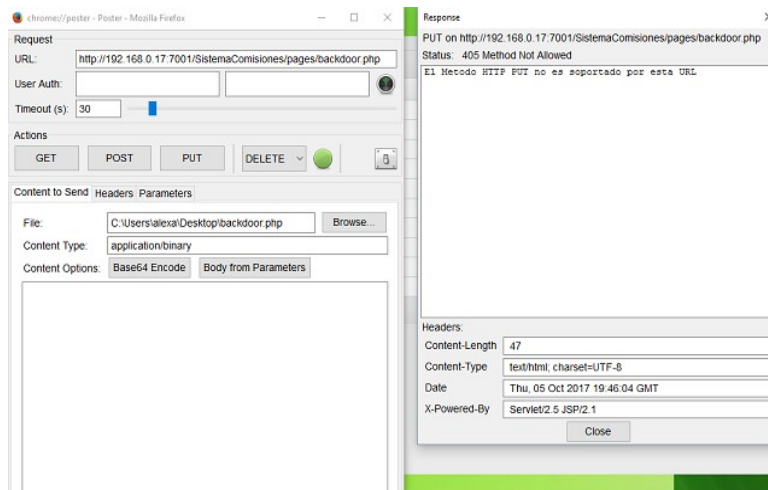 chrome://poster - Poster - Mozilla Firefox
Request
URL: http://192.168.0.17:7001/SistemaComisiones/pages/backdoor.php
User Auth:
Timeout (s): 30
Actions
GET POST PUT DELETE
Content to Send Headers Parameters
File: C:\Users\alexa\Desktop\backdoor.php Browse...
Content Type: application/binary
Content Options: Base64 Encode Body from Parameters
Response
PUT on http://192.168.0.17:7001/SistemaComisiones/pages/backdoor.php
Status: 405 Method Not Allowed
El Metodo HTTP PUT no es soportado por esta URL
Headers:
Content-Length 47
Content-Type text/html; charset=UTF-8
Date Thu, 05 Oct 2017 19:46:04 GMT
X-Powered-By Servlet/2.5 JSP/2.1
Close